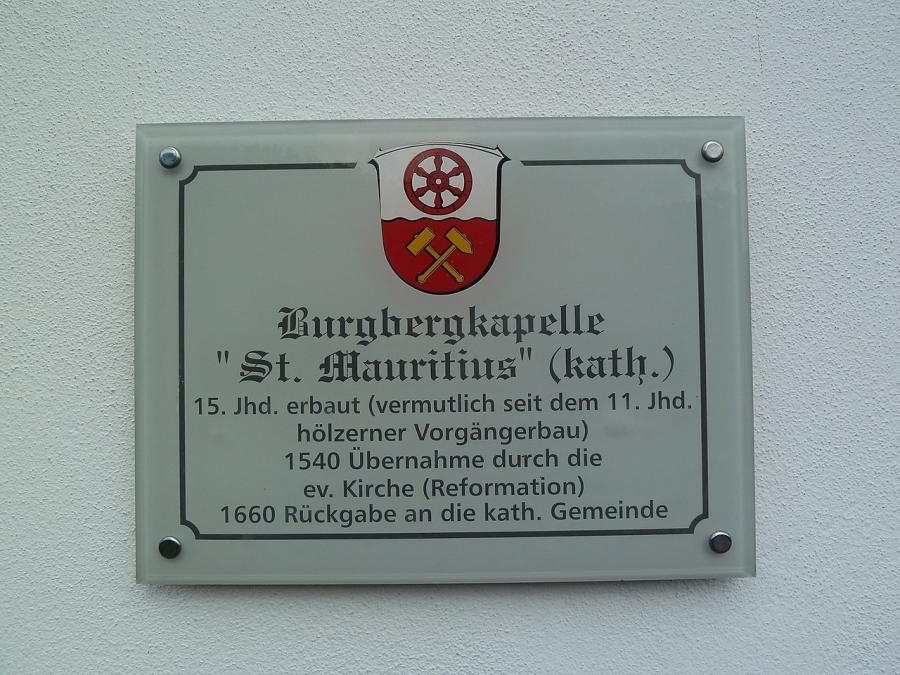 Burgbergkapelle
"St. Mauritius" (kath.)
15. Jhd. erbaut (vermutlich seit dem 11. Jhd.
hölzerner Vorgängerbau)
1540 Übernahme durch die
ev. Kirche (Reformation)
1660 Rückgabe an die kath. Gemeinde